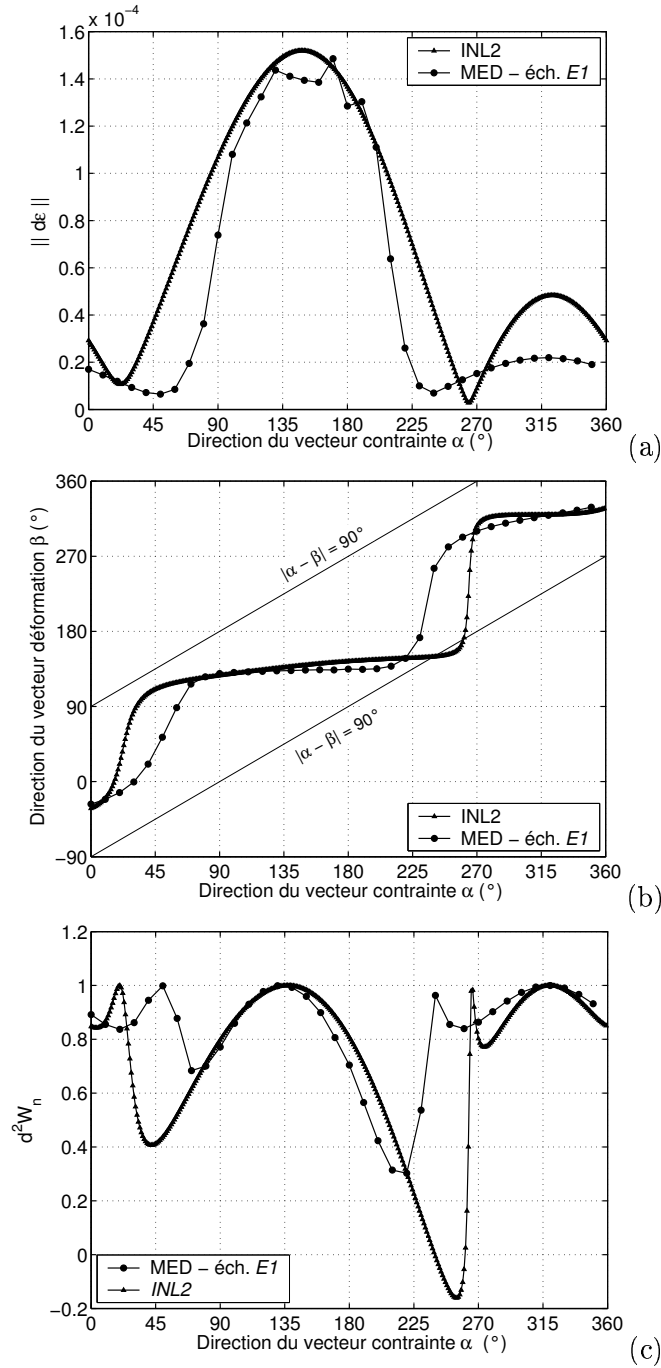 x 10⁻⁴
1.6
1.4
1.2
1
0.8
0.6
0.4
0.2
0
|| dε ||
INL2
MED − éch. E1
0 45 90 135 180 225 270 315 360
Direction du vecteur contrainte α (°)
(a)
360
270
180
90
0
−90
Direction du vecteur déformation β (°)
|α − β| = 90°
|α − β| = 90°
INL2
MED − éch. E1
0 45 90 135 180 225 270 315 360
Direction du vecteur contrainte α (°)
(b)
1.2
1
0.8
0.6
0.4
0.2
0
−0.2
d²Wₙ
MED − éch. E1
INL2
0 45 90 135 180 225 270 315 360
Direction du vecteur contrainte α (°)
(c)